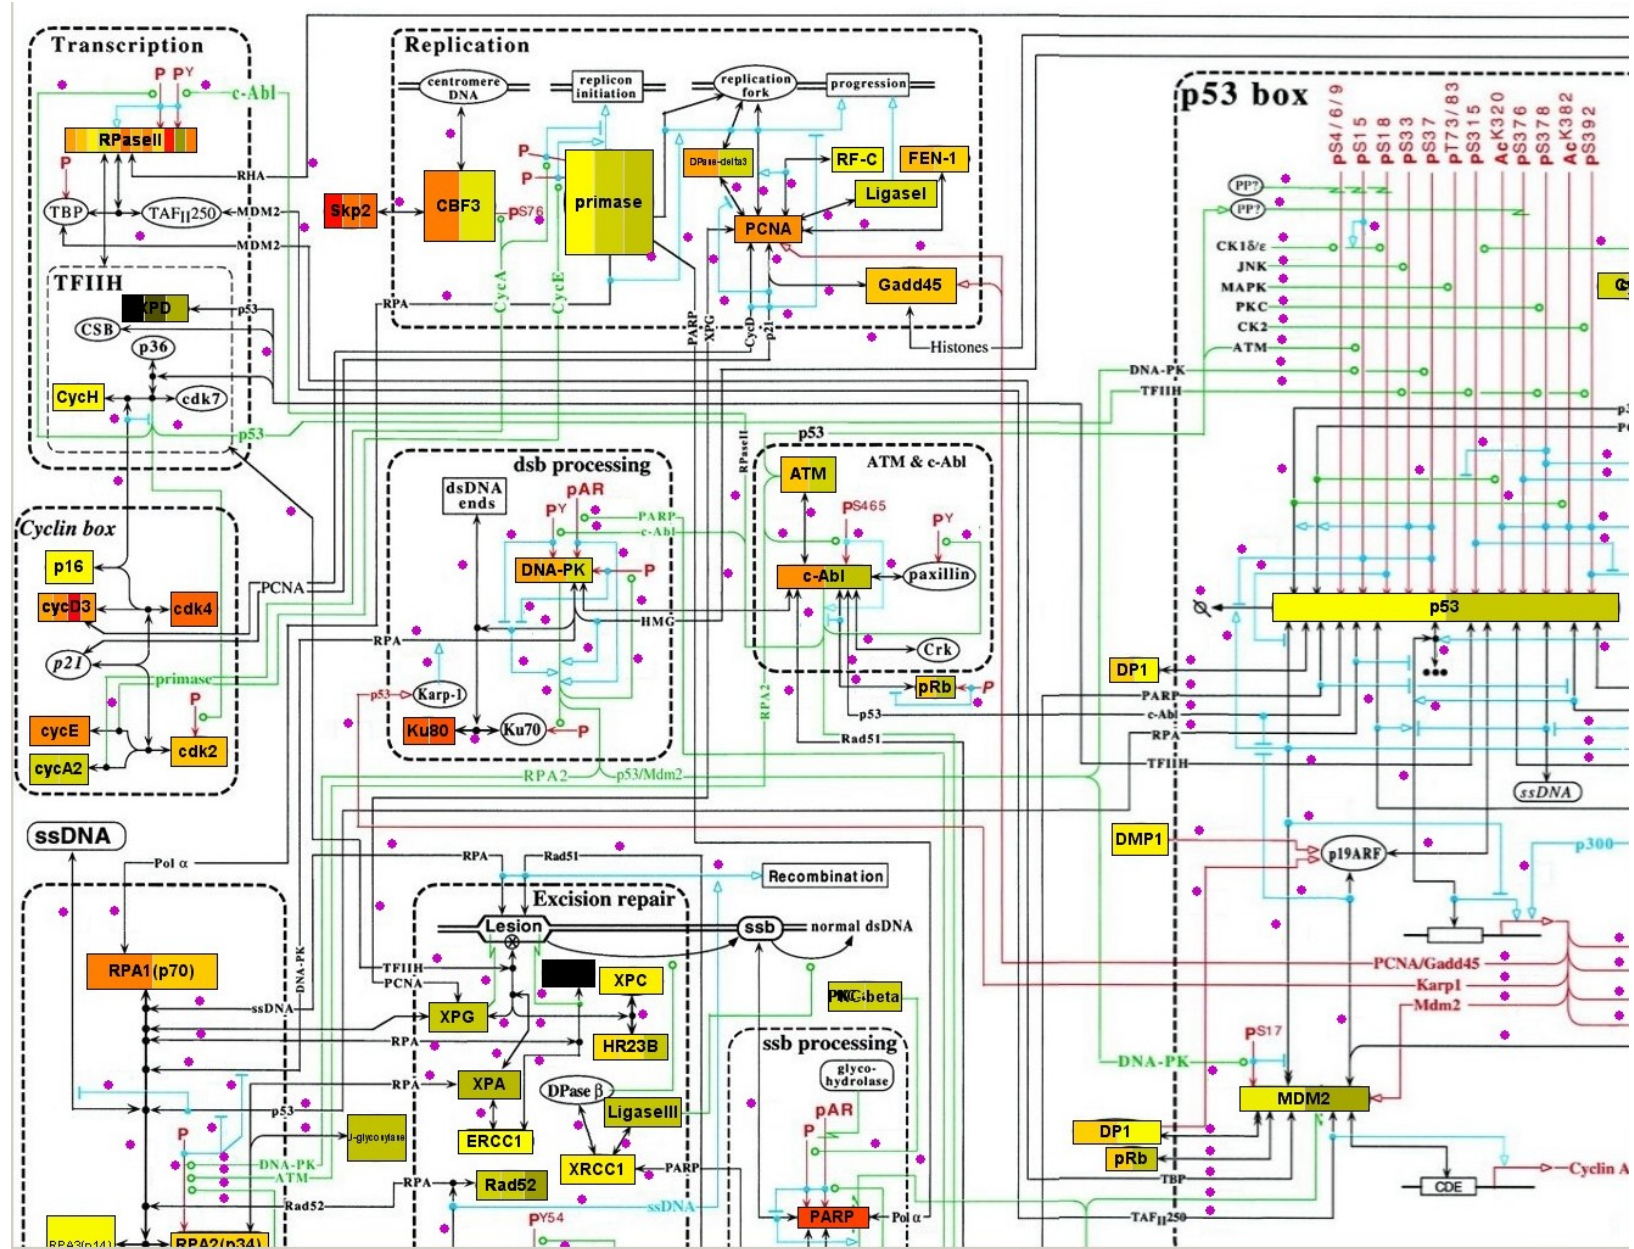 Transcription
P
PY
c-Abl
RPaseII
P
RHA
TBP
TAFII250
MDM2
MDM2
TFIIH
p53
CSB
p36
CycH
cdk7
p53
Replication
centromere
DNA
replicon
initiation
replication
fork
progression
Skp2
CBF3
P
P
PS76
primase
DPase-delta3
RF-C
FEN-1
LigaseI
PCNA
Gadd45
CycA
CycE
RPA
PARP
XPG
CycD
p21
Histones
p53 box
pS4/6/9
pS15
pS18
pS33
pS37
pT73/83
pS315
AcK320
pS376
pS378
AcK382
pS392
PP?
PP?
CK1δ/ε
JNK
MAPK
PKC
CK2
ATM
DNA-PK
TFIIH
p53
DP1
PARP
c-Abl
RPA
TFIIH
ssDNA
DMP1
p19ARF
p300
PCNA/Gadd45
Karp1
Mdm2
PS17
DNA-PK
MDM2
DP1
pRb
TBP
TAFII250
CDE
Cyclin A
Cyclin box
p16
cycD3
cdk4
PCNA
p21
primase
P
cycE
cdk2
cycA2
dsb processing
dsDNA
ends
pAR
PY
PARP
c-Abl
DNA-PK
P
HMG
RPA
p53
Karp-1
Ku80
Ku70
P
RPA2
p53/Mdm2
RPaseII
p53
ATM & c-Abl
ATM
PS465
PY
c-Abl
paxillin
Crk
pRb
P
p53
Rad51
RPA2
ssDNA
Pol α
RPA1(p70)
DNA-PK
ssDNA
RPA
RPA
p53
P
DNA-PK
ATM
Rad52
RPA3(p14)
RPA2(p34)
RPA
Rad51
Recombination
Excision repair
Lesion
ssb
normal dsDNA
TFIIH
PCNA
XPC
XPG
HR23B
XPA
DPase β
LigaseIII
ERCC1
XRCC1
PARP
RPA
Rad52
ssDNA
PY54
ssb processing
glyco-
hydrolase
pAR
P
PARP
Pol α